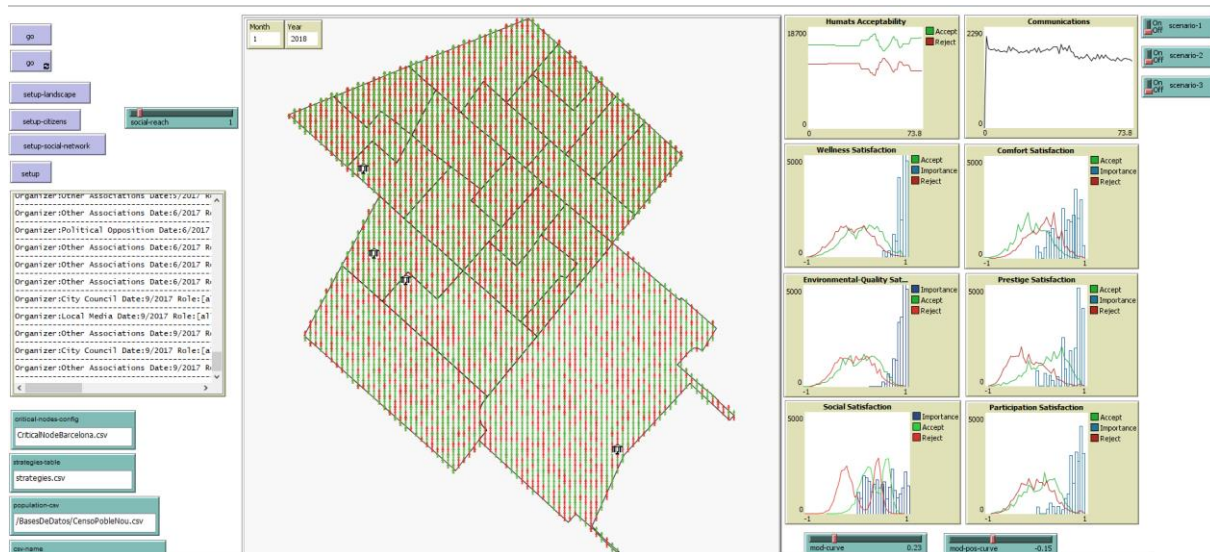 go
go
setup-landscape
setup-citizens
setup-social-network
setup
social-reach 1
Organizer:Other Associations Date:5/2017 R
Organizer:Other Associations Date:6/2017 R
Organizer:Political Opposition Date:6/2017
Organizer:Other Associations Date:6/2017 R
Organizer:Other Associations Date:6/2017 R
Organizer:Other Associations Date:6/2017 R
Organizer:City Council Date:9/2017 Role:[a
Organizer:Local Media Date:9/2017 Role:[al
Organizer:Other Associations Date:9/2017 R
Organizer:City Council Date:9/2017 Role:[a
Organizer:Other Associations Date:9/2017 R
critical-nodes-config
CriticalNodeBarcelona.csv
strategies-table
strategies.csv
population-csv
/BasesDeDatos/CensoPobleNou.csv
csv-name
Month Year
1 2018
Humats Acceptability
18700
Accept
Reject
0
0 73.8
Communications
2290
0
0 73.8
On
Off scenario-1
On
Off scenario-2
On
Off scenario-3
Wellness Satisfaction
5000
Accept
Importance
Reject
0
-1 1
Comfort Satisfaction
5000
Accept
Importance
Reject
0
-1 1
Environmental-Quality Sat...
5000
Importance
Accept
Reject
0
-1 1
Prestige Satisfaction
5000
Accept
Importance
Reject
0
-1 1
Social Satisfaction
5000
Importance
Accept
Reject
0
-1 1
Participation Satisfaction
5000
Accept
Importance
Reject
0
-1 1
mod-curve 0.23
mod-pos-curve -0.15